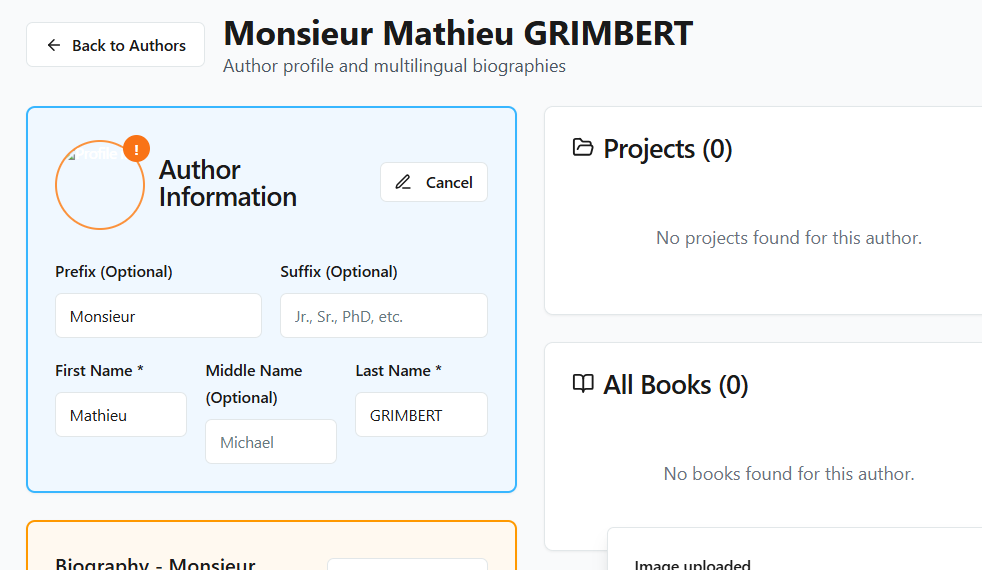 Back to Authors
Monsieur Mathieu GRIMBERT
Author profile and multilingual biographies
!
Author
Information
Cancel
Prefix (Optional)
Suffix (Optional)
Monsieur
Jr., Sr., PhD, etc.
First Name *
Middle Name
(Optional)
Last Name *
Mathieu
Michael
GRIMBERT
Biography - Monsieur
Projects (0)
No projects found for this author.
All Books (0)
No books found for this author.
Image uploaded